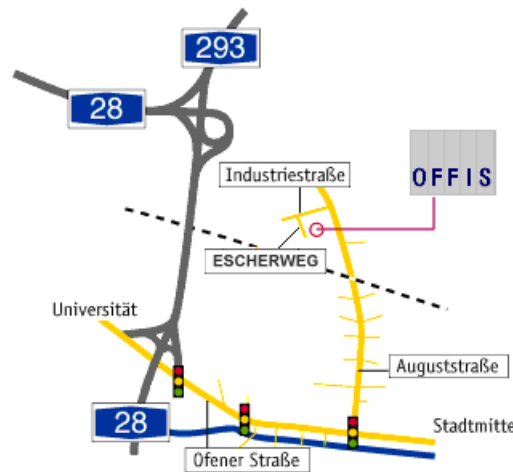 293
28
Industriestraße
OFFIS
ESCHERWEG
Universität
Auguststraße
28
Stadtmitte
Ofener Straße